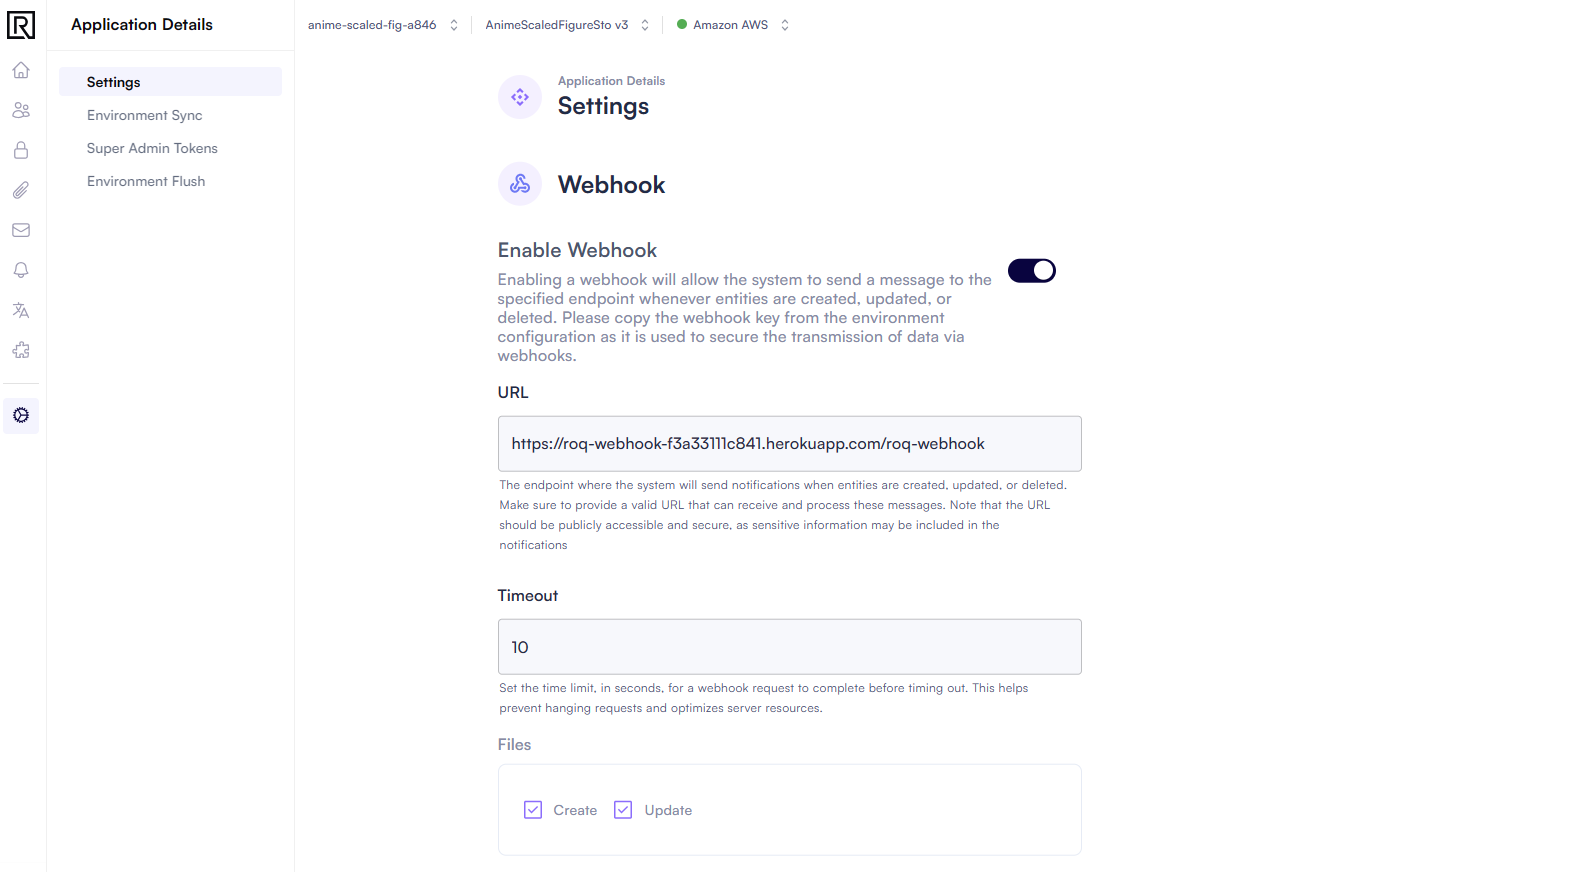 Application Details
anime-scaled-fig-a846
AnimeScaledFigureSto v3
Amazon AWS
Settings
Environment Sync
Super Admin Tokens
Environment Flush
Application Details
Settings
Webhook
Enable Webhook
Enabling a webhook will allow the system to send a message to the
specified endpoint whenever entities are created, updated, or
deleted. Please copy the webhook key from the environment
configuration as it is used to secure the transmission of data via
webhooks.
URL
https://roq-webhook-f3a33111c841.herokuapp.com/roq-webhook
The endpoint where the system will send notifications when entities are created, updated, or deleted.
Make sure to provide a valid URL that can receive and process these messages. Note that the URL
should be publicly accessible and secure, as sensitive information may be included in the
notifications
Timeout
10
Set the time limit, in seconds, for a webhook request to complete before timing out. This helps
prevent hanging requests and optimizes server resources.
Files
Create
Update